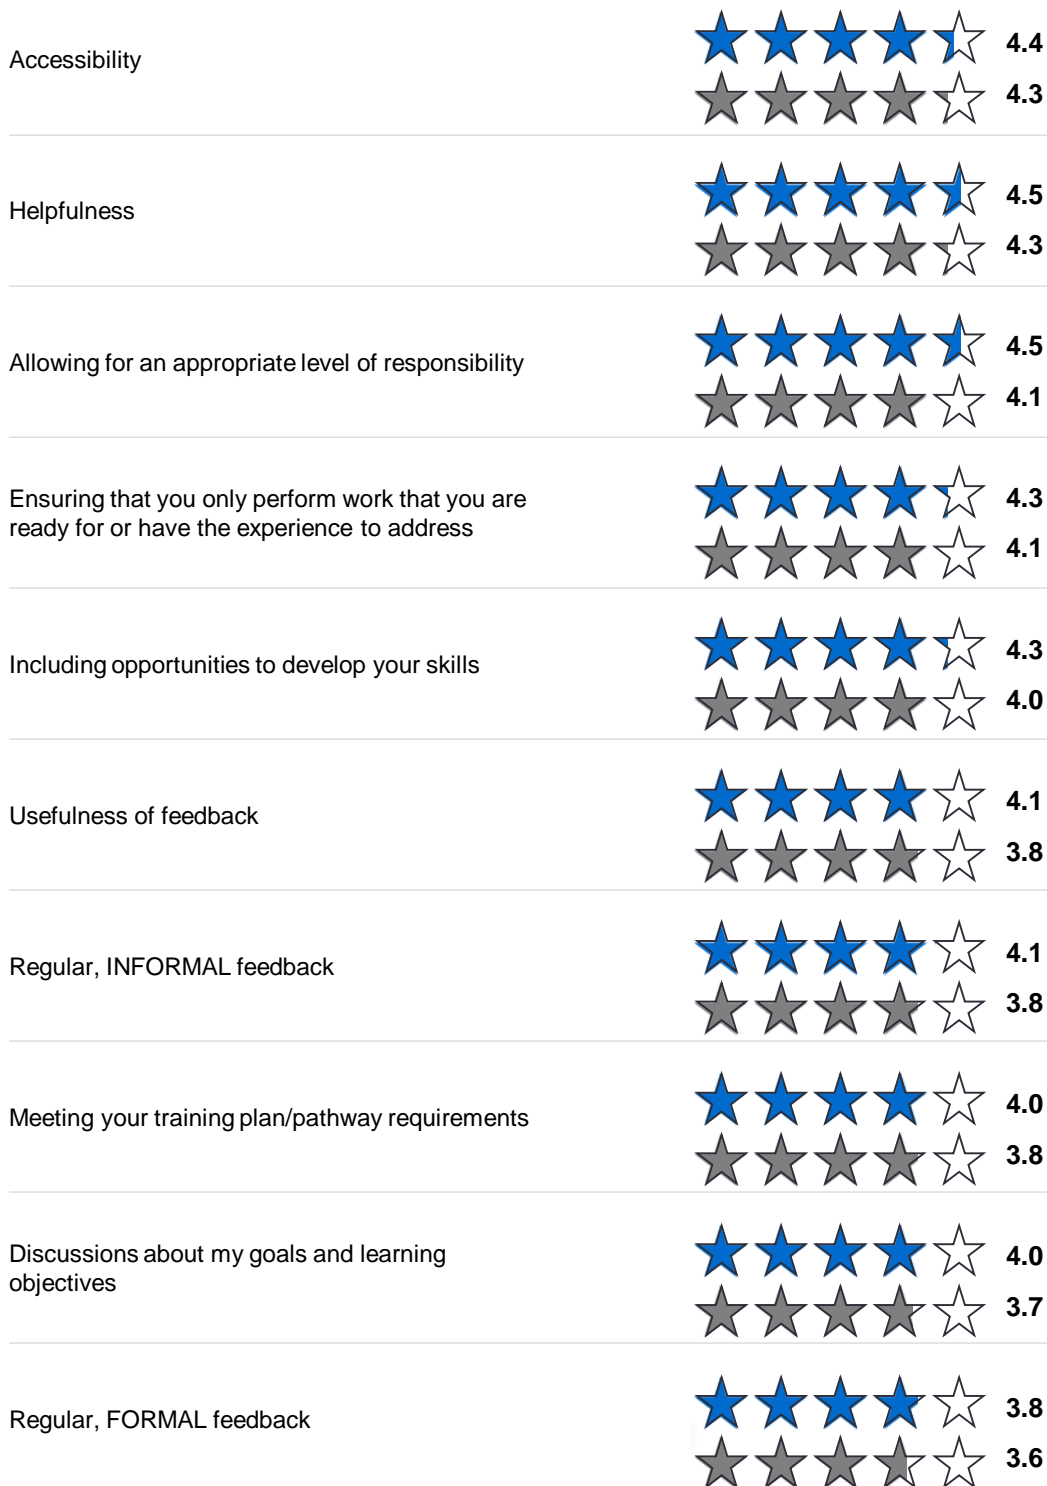 Accessibility
4.4
4.3
Helpfulness
4.5
4.3
Allowing for an appropriate level of responsibility
4.5
4.1
Ensuring that you only perform work that you are
ready for or have the experience to address
4.3
4.1
Including opportunities to develop your skills
4.3
4.0
Usefulness of feedback
4.1
3.8
Regular, INFORMAL feedback
4.1
3.8
Meeting your training plan/pathway requirements
4.0
3.8
Discussions about my goals and learning
objectives
4.0
3.7
Regular, FORMAL feedback
3.8
3.6